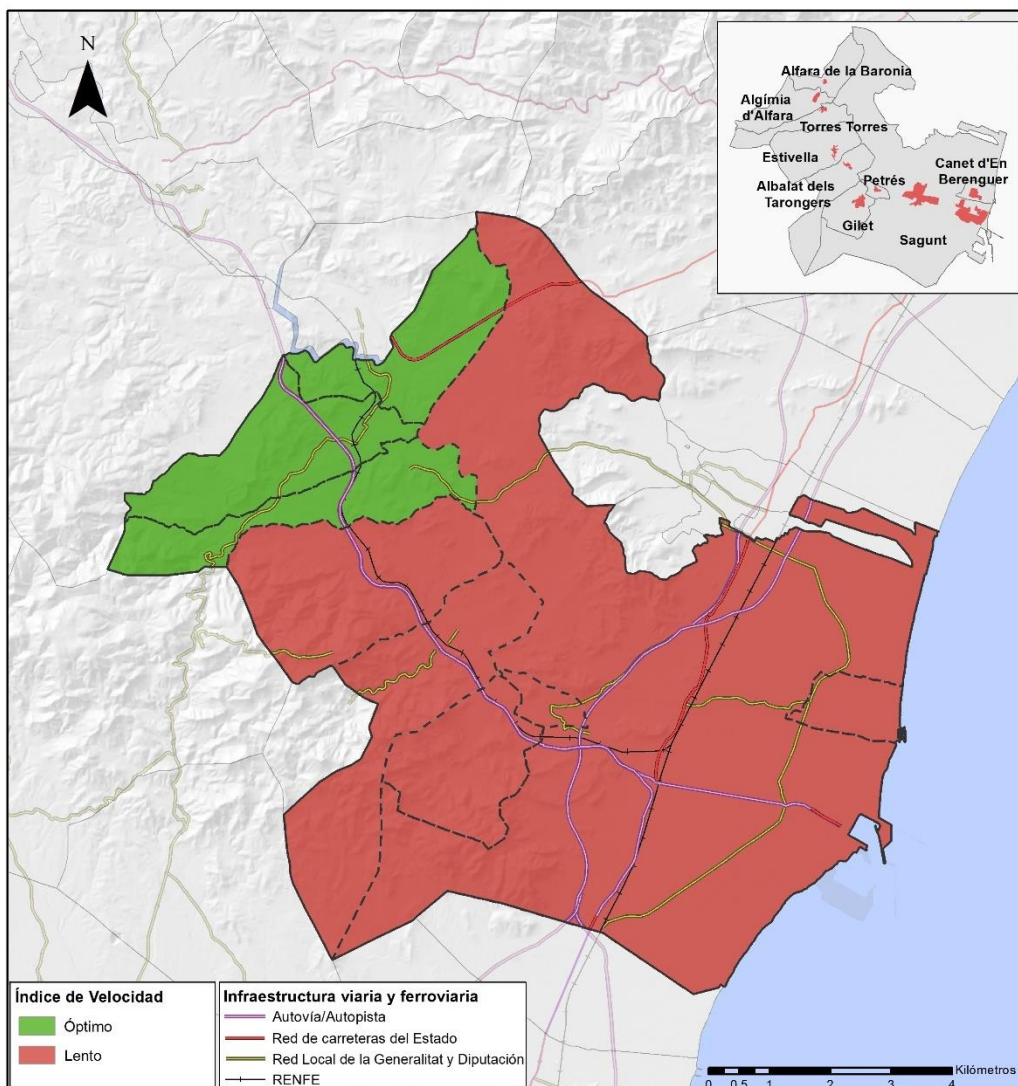 N
Alfara de la Baronia
Algímia
d'Alfara
Torres Torres
Estivella
Canet d'En
Berenguer
Petrés
Albalat dels
Tarongers
Gilet
Sagunt
Índice de Velocidad
Óptimo
Lento
Infraestructura viaria y ferroviaria
Autovía/Autopista
Red de carreteras del Estado
Red Local de la Generalitat y Diputación
RENFE
Kilómetros
0 0,5 1 2 3 4